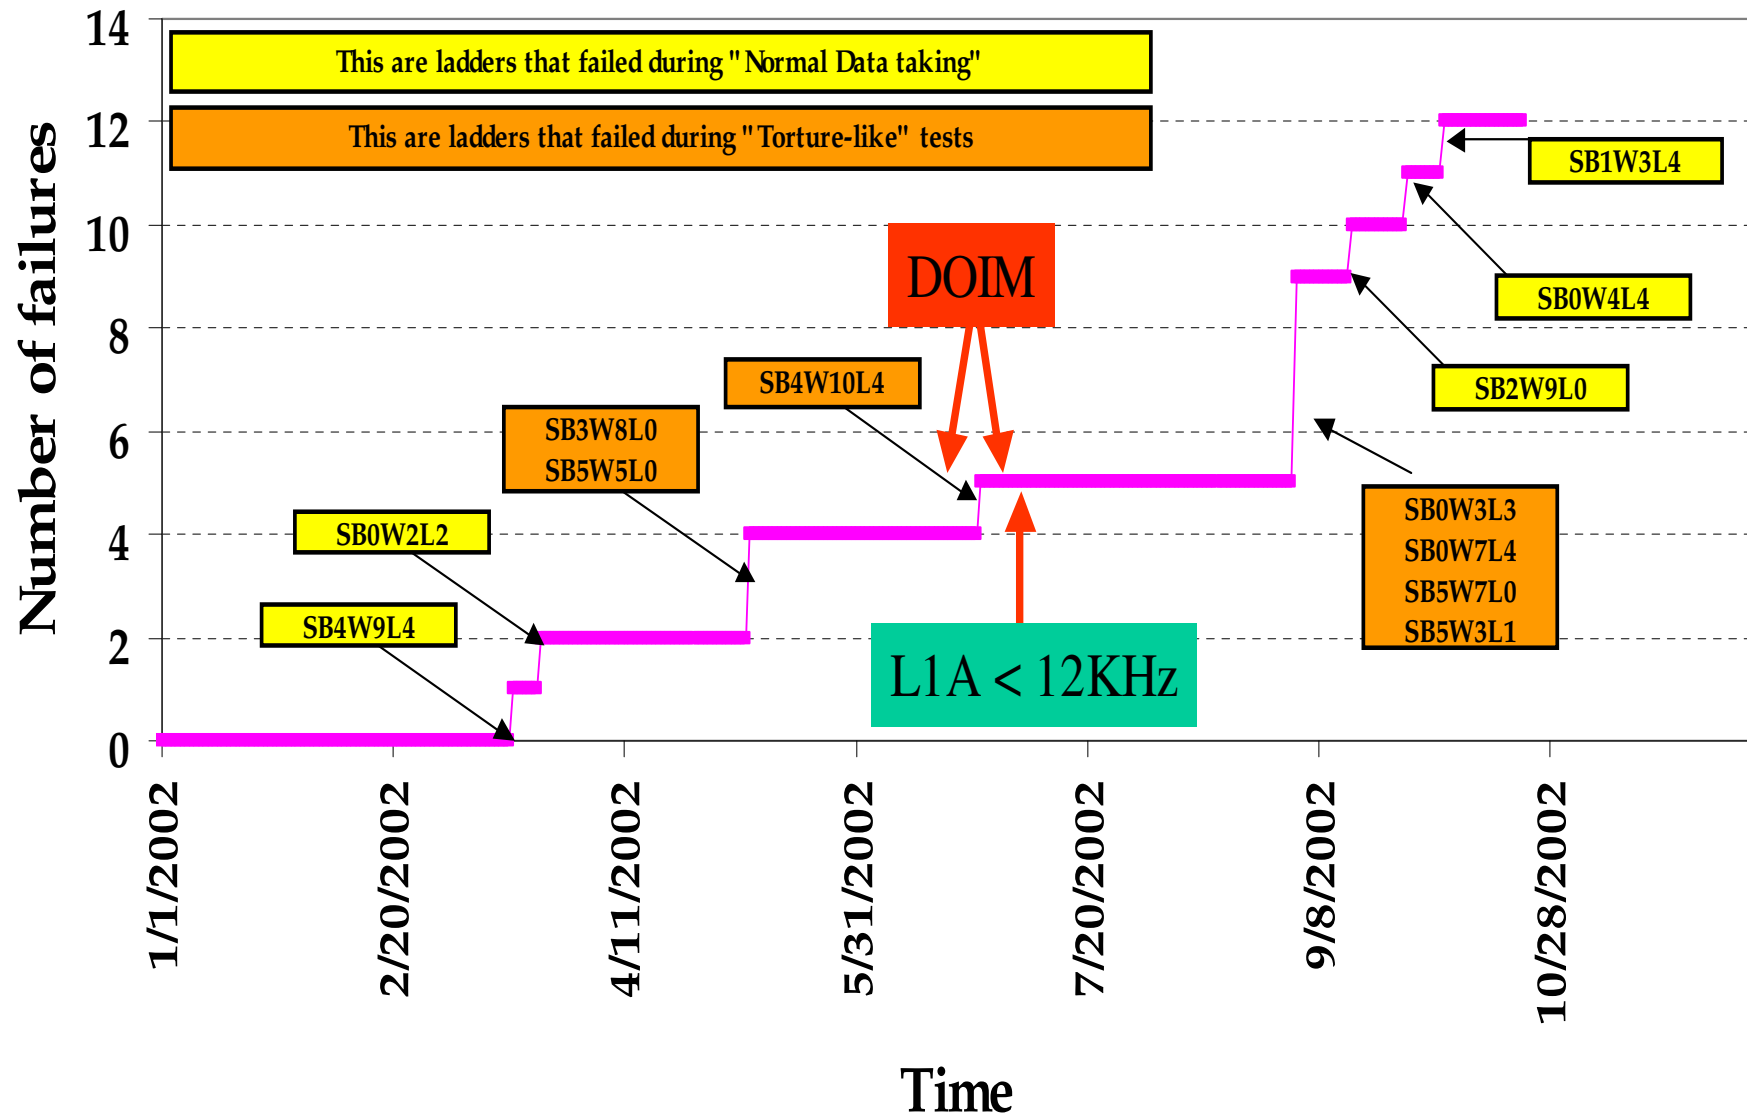 14
This are ladders that failed during "Normal Data taking"
12
This are ladders that failed during "Torture-like" tests
SB1W3L4
10
DOIM
SB0W4L4
8
SB4W10L4
SB2W9L0
6
SB3W8L0
SB5W5L0
SB0W3L3
SB0W7L4
SB5W7L0
SB5W3L1
4
SB0W2L2
2
SB4W9L4
L1A < 12KHz
0
Number of failures
1/1/2002
2/20/2002
4/11/2002
5/31/2002
7/20/2002
9/8/2002
10/28/2002
Time